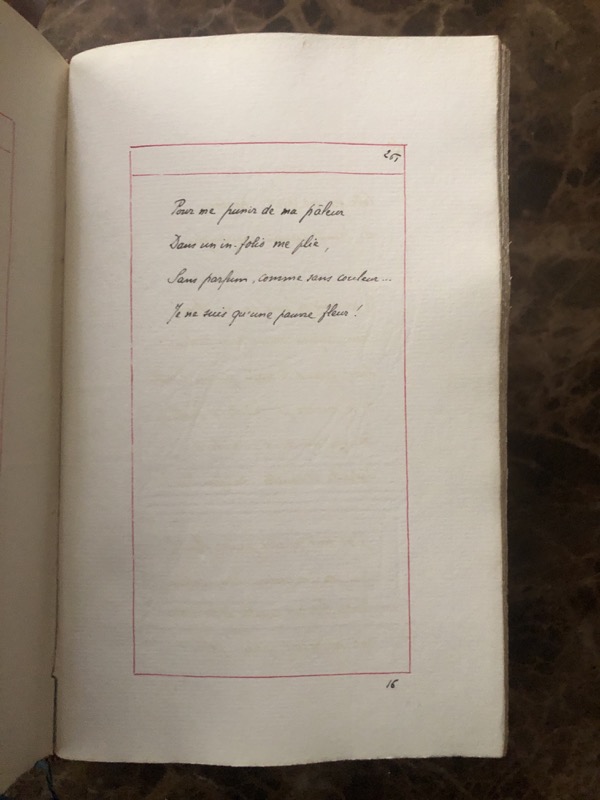 251
Pour me punir de ma pâleur
Dans un in-folio me plie,
Sans parfum, comme sans couleur...
Je ne suis qu'une pauvre fleur!
16